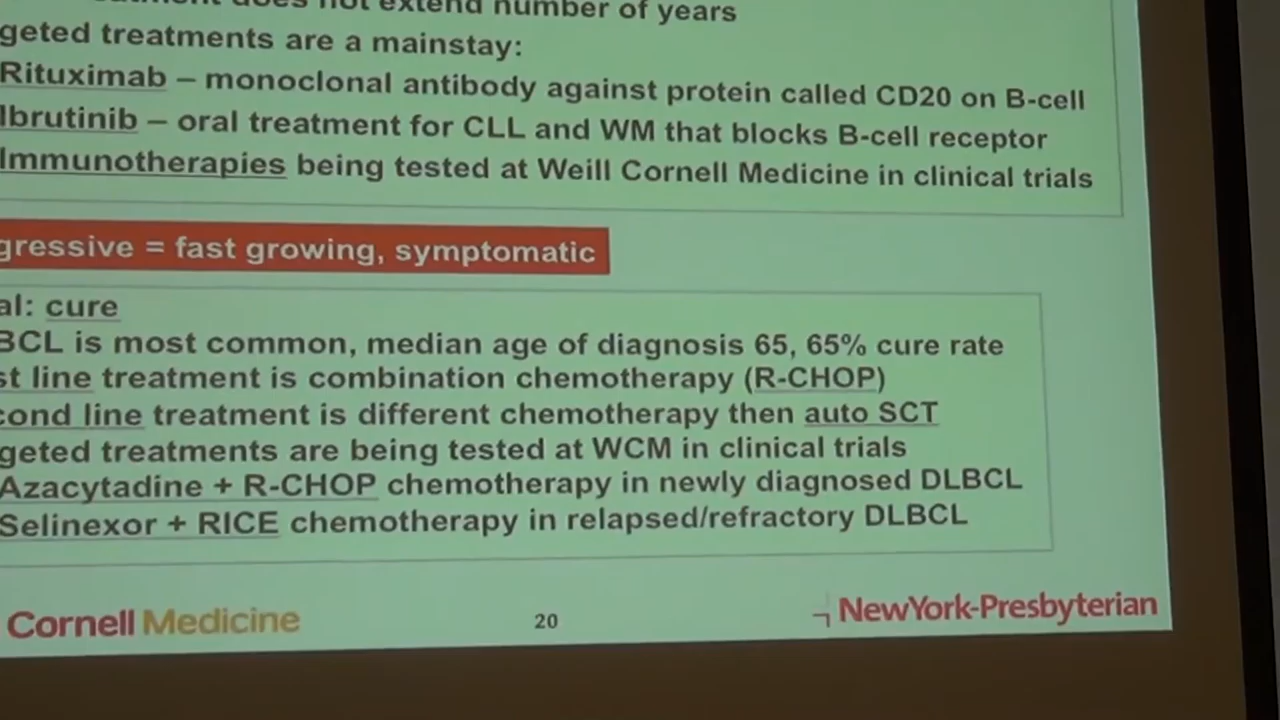 not extend number of years
geted treatments are a mainstay:
Rituximab – monoclonal antibody against protein called CD20 on B-cell
Ibrutinib – oral treatment for CLL and WM that blocks B-cell receptor
Immunotherapies being tested at Weill Cornell Medicine in clinical trials
gressive = fast growing, symptomatic
al: cure
BCL is most common, median age of diagnosis 65, 65% cure rate
st line treatment is combination chemotherapy (R-CHOP)
cond line treatment is different chemotherapy then auto SCT
geted treatments are being tested at WCM in clinical trials
Azacytadine + R-CHOP chemotherapy in newly diagnosed DLBCL
Selinexor + RICE chemotherapy in relapsed/refractory DLBCL
Cornell Medicine
20
NewYork-Presbyterian